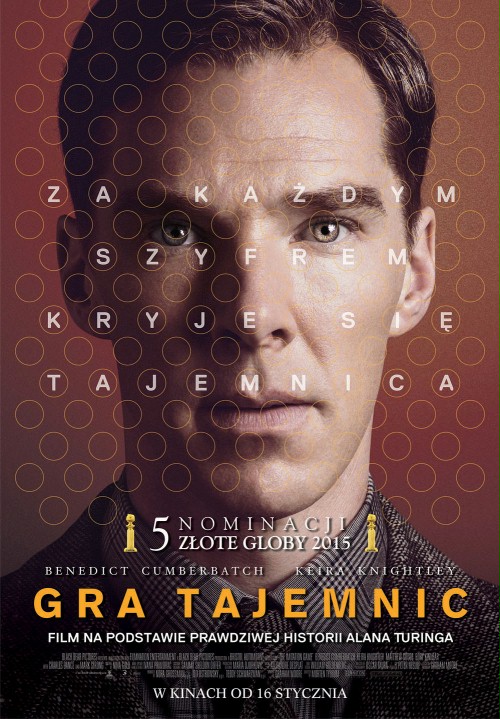 ZA KAŻDYM
SZYFREM
KRYJE SIĘ
TAJEMNICA
5 NOMINACJI
ZŁOTE GLOBY 2015
BENEDICT CUMBERBATCH KEIRA KNIGHTLEY
GRA TAJEMNIC
FILM NA PODSTAWIE PRAWDZIWEJ HISTORII ALANA TURINGA
W KINACH OD 16 STYCZNIA